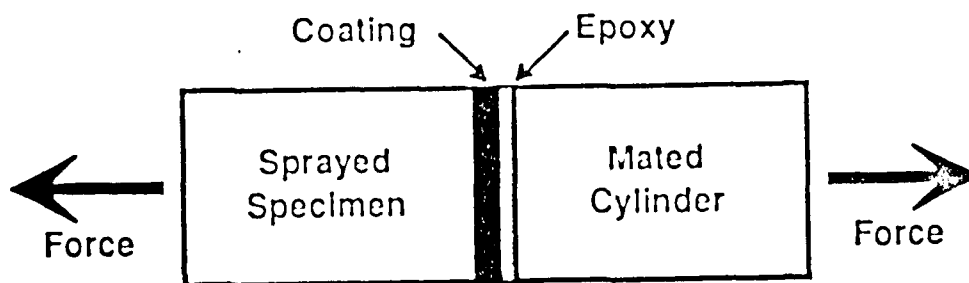 Coating
Epoxy
Sprayed
Specimen
Mated
Cylinder
Force
Force